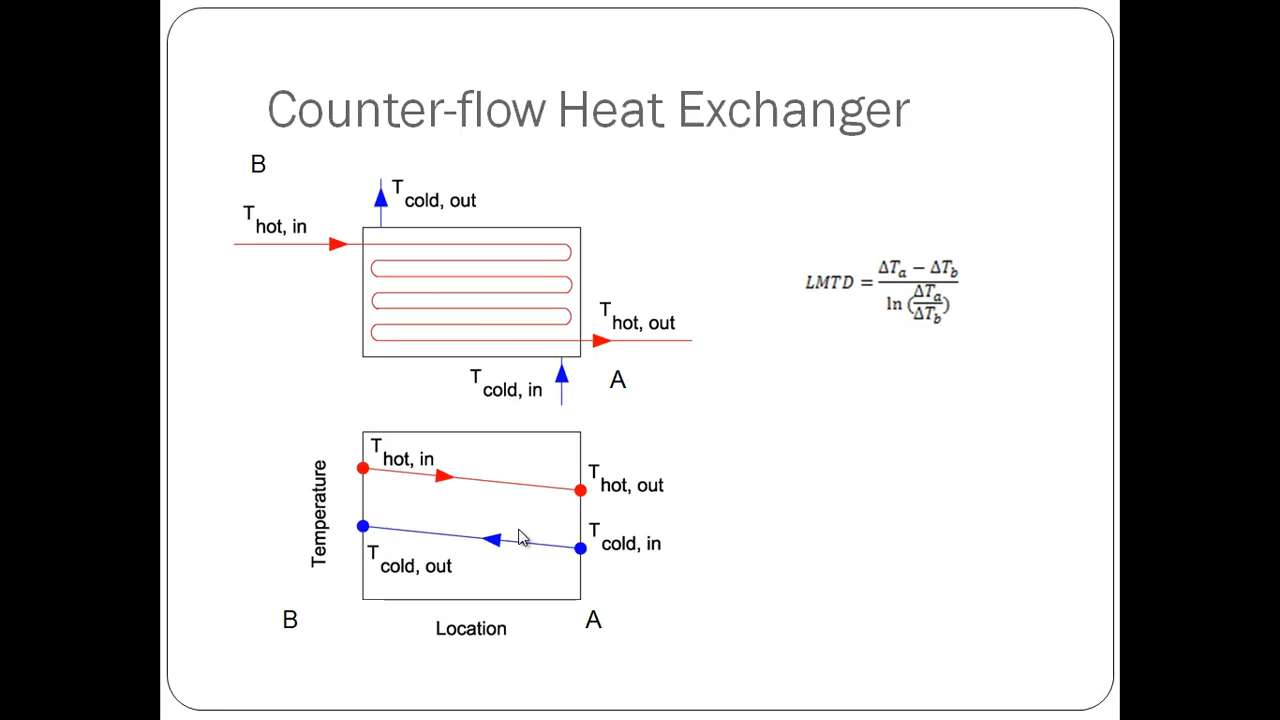 Counter-flow Heat Exchanger
B
T cold, out
T hot, in
T hot, out
T cold, in
A
LMTD = ΔTa − ΔTb / ln (ΔTa / ΔTb)
Temperature
T hot, in
T hot, out
T cold, in
T cold, out
B
Location
A